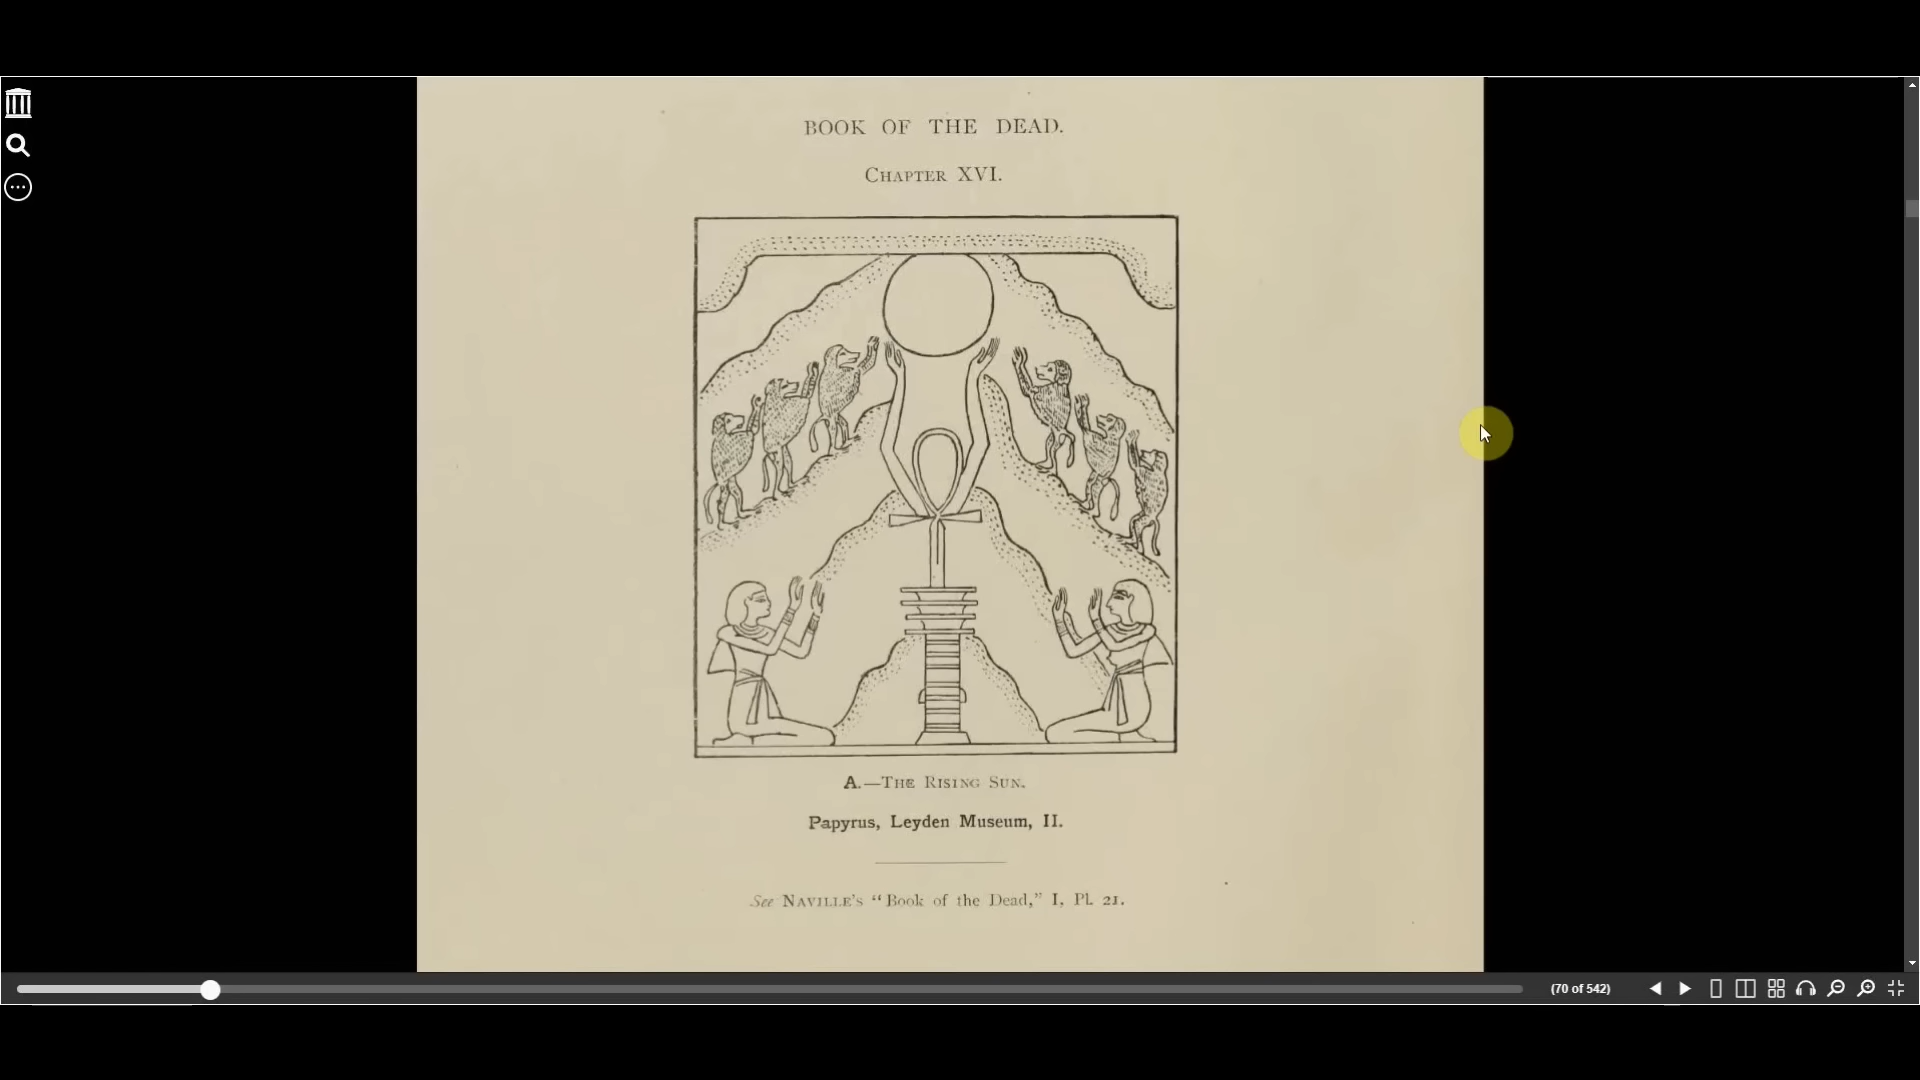 BOOK OF THE DEAD.
CHAPTER XVI.
A.—THE RISING SUN.
Papyrus, Leyden Museum, II.
See NAVILLE'S “Book of the Dead,” I, Pl. 21.
(70 of 542)